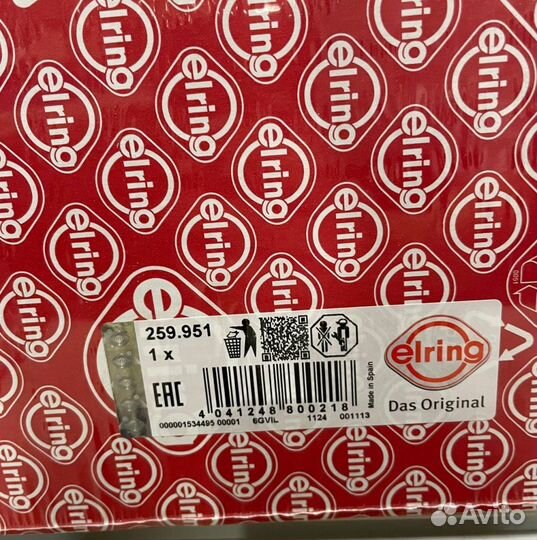 elring
259.951
1 x
EAC
4 041248 800218
000001534495 00001 6GVIL 1124 001113
Made in Spain
elring
Das Original
Avito